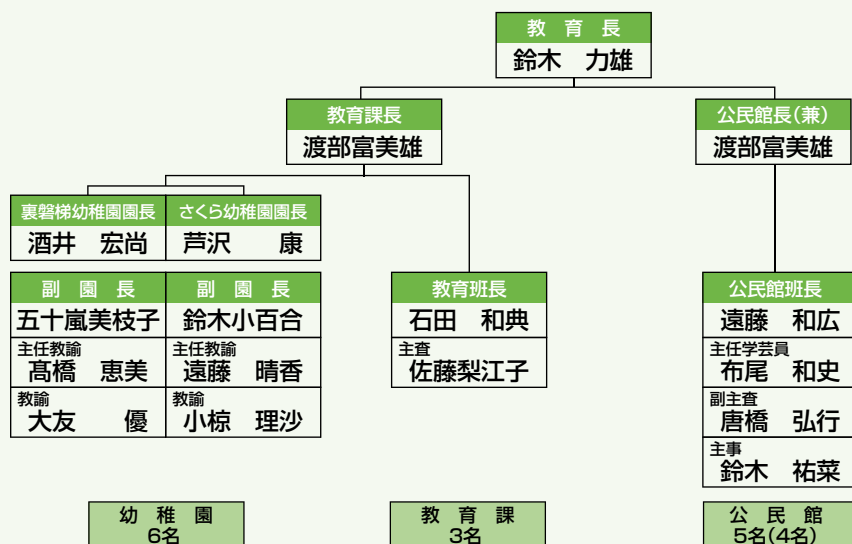 教育長
鈴木　力雄
教育課長
渡部富美雄
公民館長(兼)
渡部富美雄
裏磐梯幼稚園園長
酒井　宏尚
さくら幼稚園園長
芦沢　　康
副園長
五十嵐美枝子
主任教諭
髙橋　恵美
教諭
大友　　優
副園長
鈴木小百合
主任教諭
遠藤　晴香
教諭
小椋　理沙
教育班長
石田　和典
主査
佐藤梨江子
公民館班長
遠藤　和広
主任学芸員
布尾　和史
副主査
唐橋　弘行
主事
鈴木　祐菜
幼稚園
6名
教育課
3名
公民館
5名(4名)